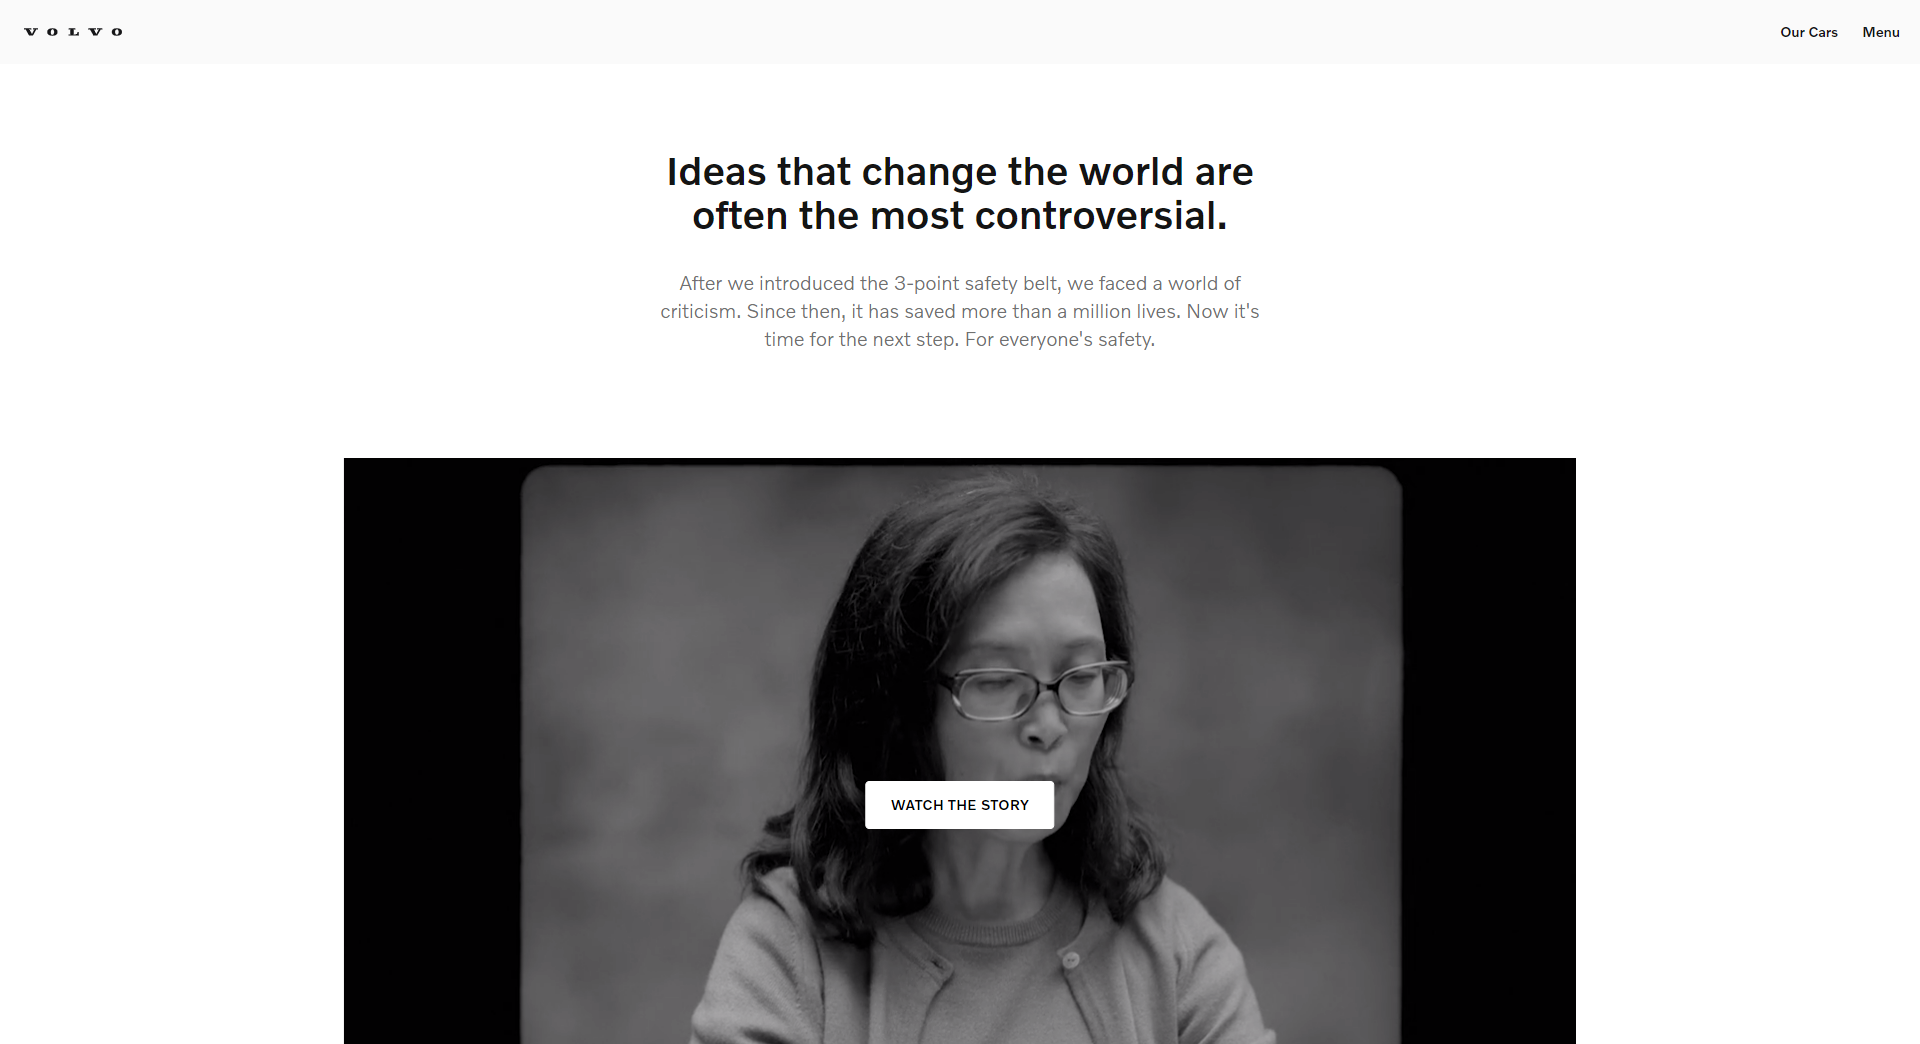 VOLVO
Our Cars
Menu
Ideas that change the world are
often the most controversial.
After we introduced the 3-point safety belt, we faced a world of
criticism. Since then, it has saved more than a million lives. Now it's
time for the next step. For everyone's safety.
WATCH THE STORY